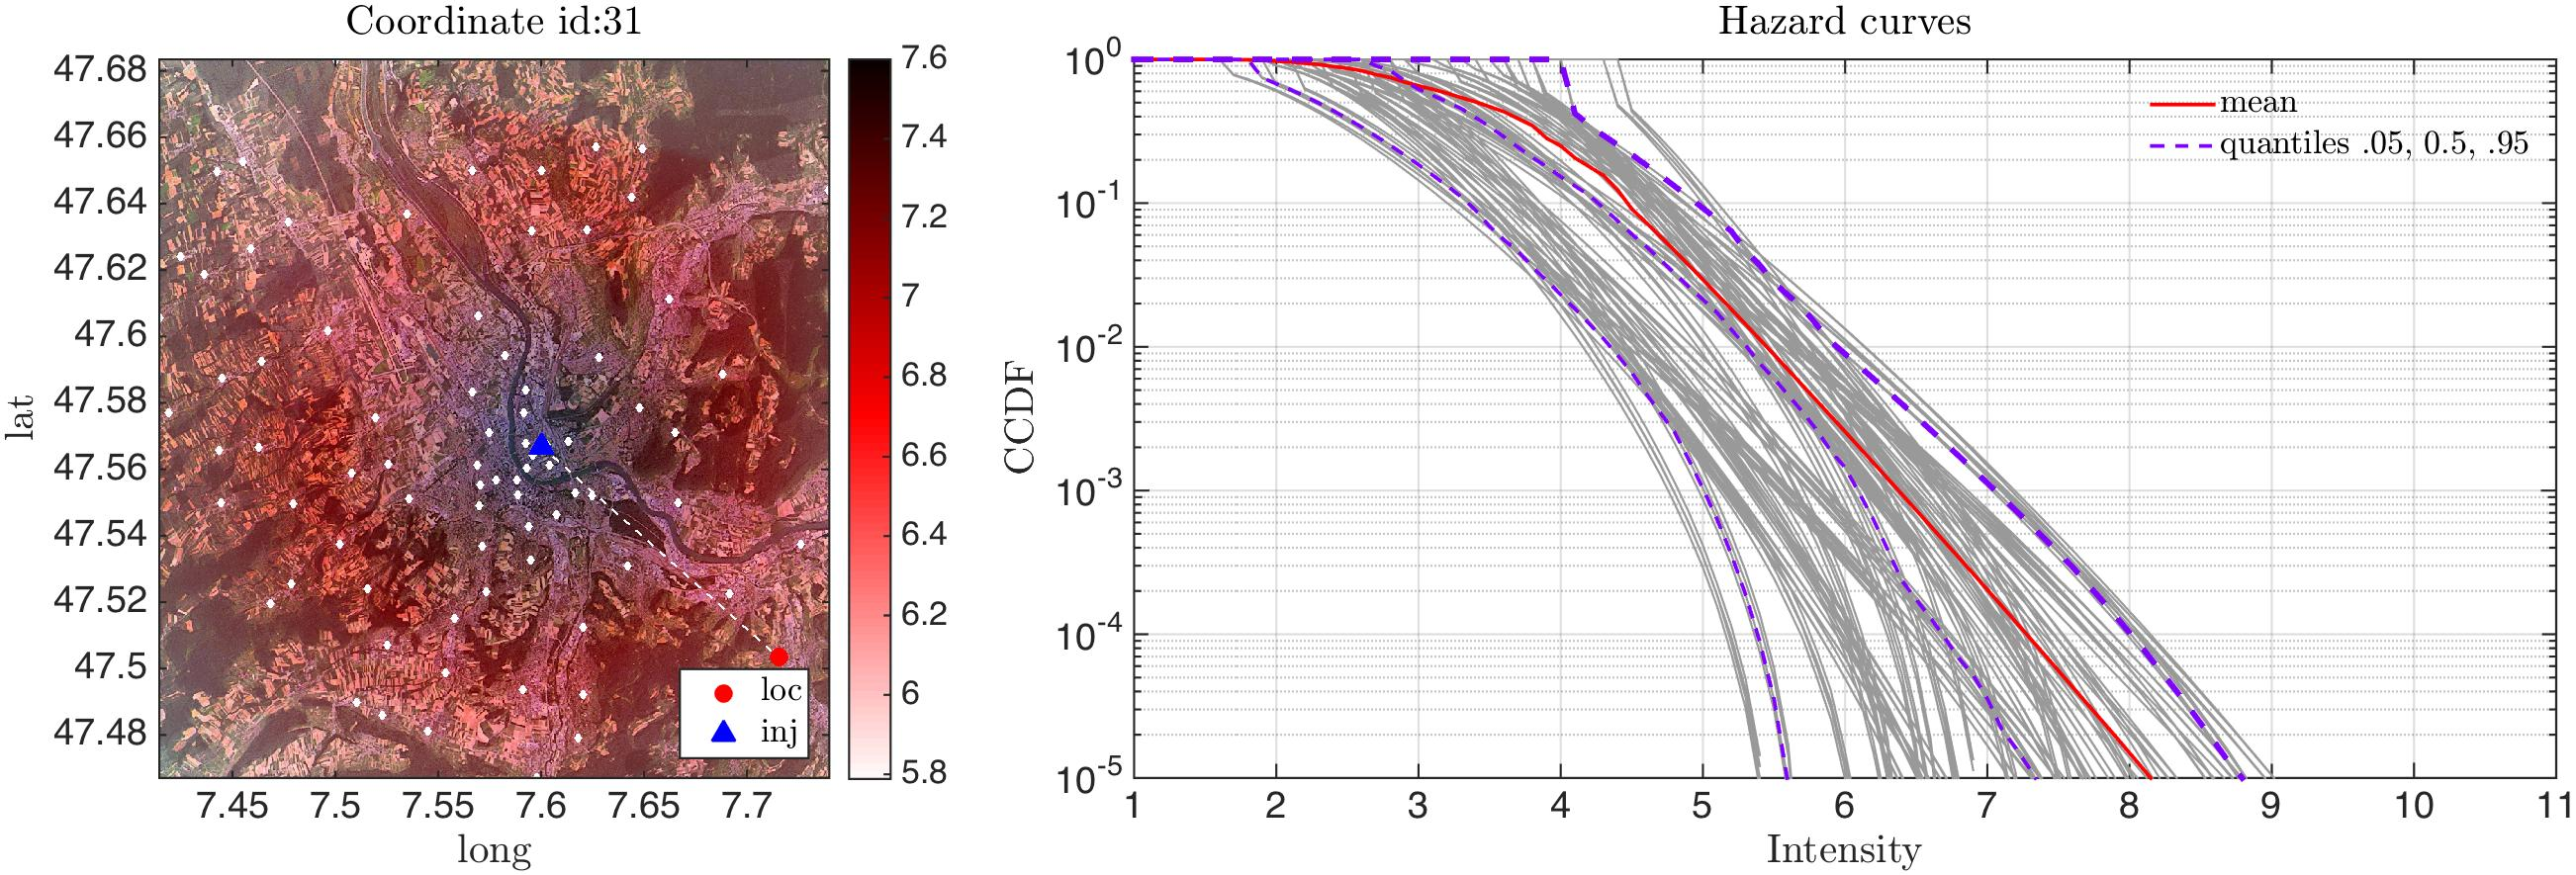 Coordinate id:31
47.68
47.66
47.64
47.62
47.6
47.58
47.56
47.54
47.52
47.5
47.48
lat
7.45 7.5 7.55 7.6 7.65 7.7
long
loc
inj
7.6
7.4
7.2
7
6.8
6.6
6.4
6.2
6
5.8
Hazard curves
10^0
10^-1
10^-2
10^-3
10^-4
10^-5
CCDF
mean
quantiles .05, 0.5, .95
1 2 3 4 5 6 7 8 9 10 11
Intensity